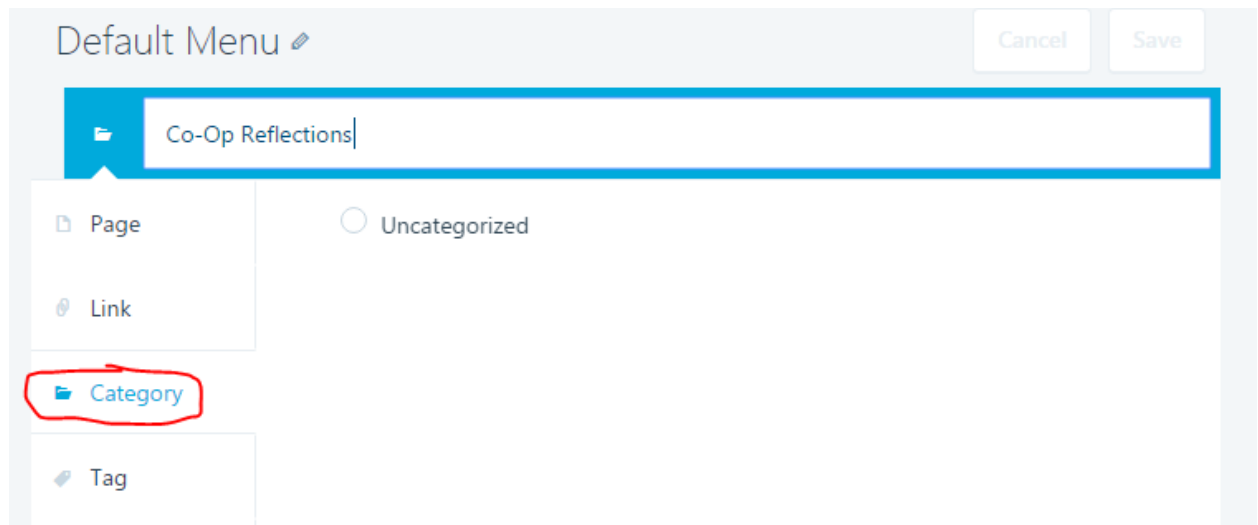 Default Menu
Cancel Save
Co-Op Reflections
Page
Uncategorized
Link
Category
Tag